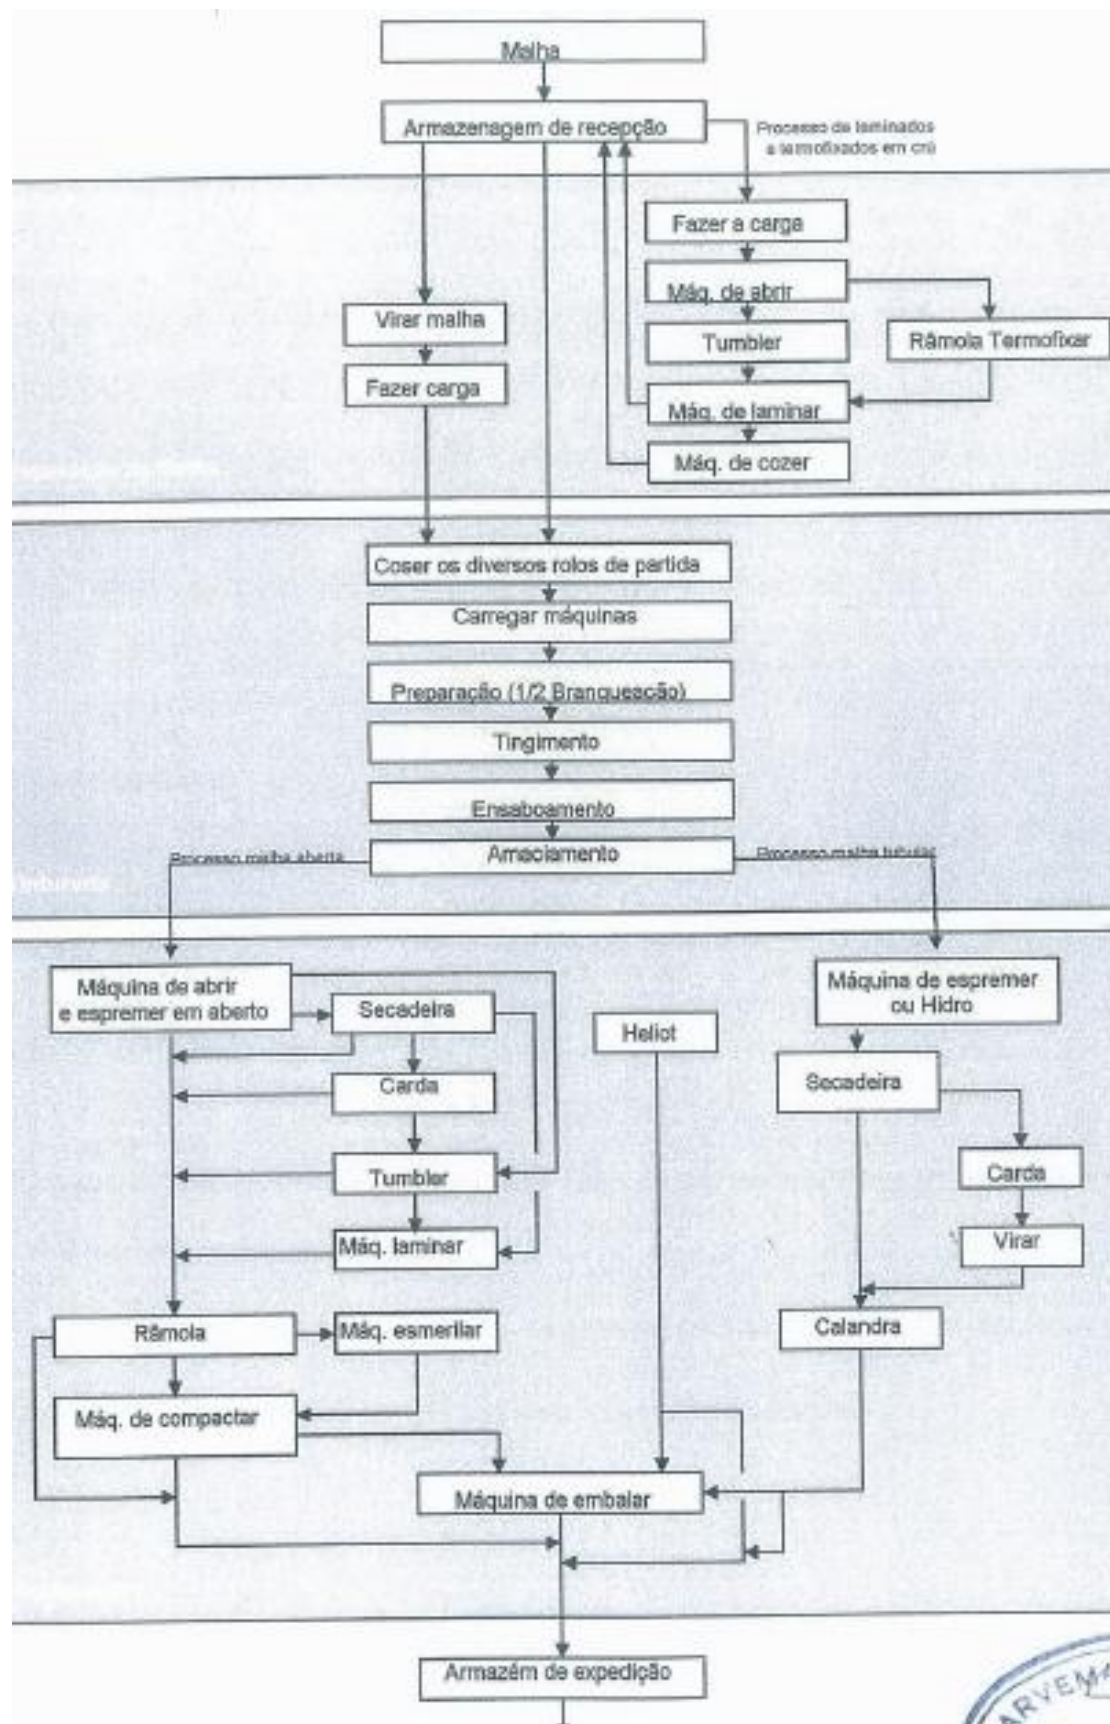 Malha
Armazenagem de recepção
Processo de laminados
e termofixados em crú
Fazer a carga
Máq. de abrir
Virar malha
Tumbler
Râmola Termofixar
Fazer carga
Máq. de laminar
Máq. de cozer
Coser os diversos rolos de partida
Carregar máquinas
Preparação (1/2 Branqueação)
Tingimento
Ensaboamento
Amaciamento
Processo malha aberta
Processo malha tubular
Máquina de abrir
e espremer em aberto
Secadeira
Heliot
Máquina de espremer
ou Hidro
Secadeira
Carda
Carda
Tumbler
Virar
Máq. laminar
Râmola
Máq. esmerilar
Calandra
Máq. de compactar
Máquina de embalar
Armazém de expedição